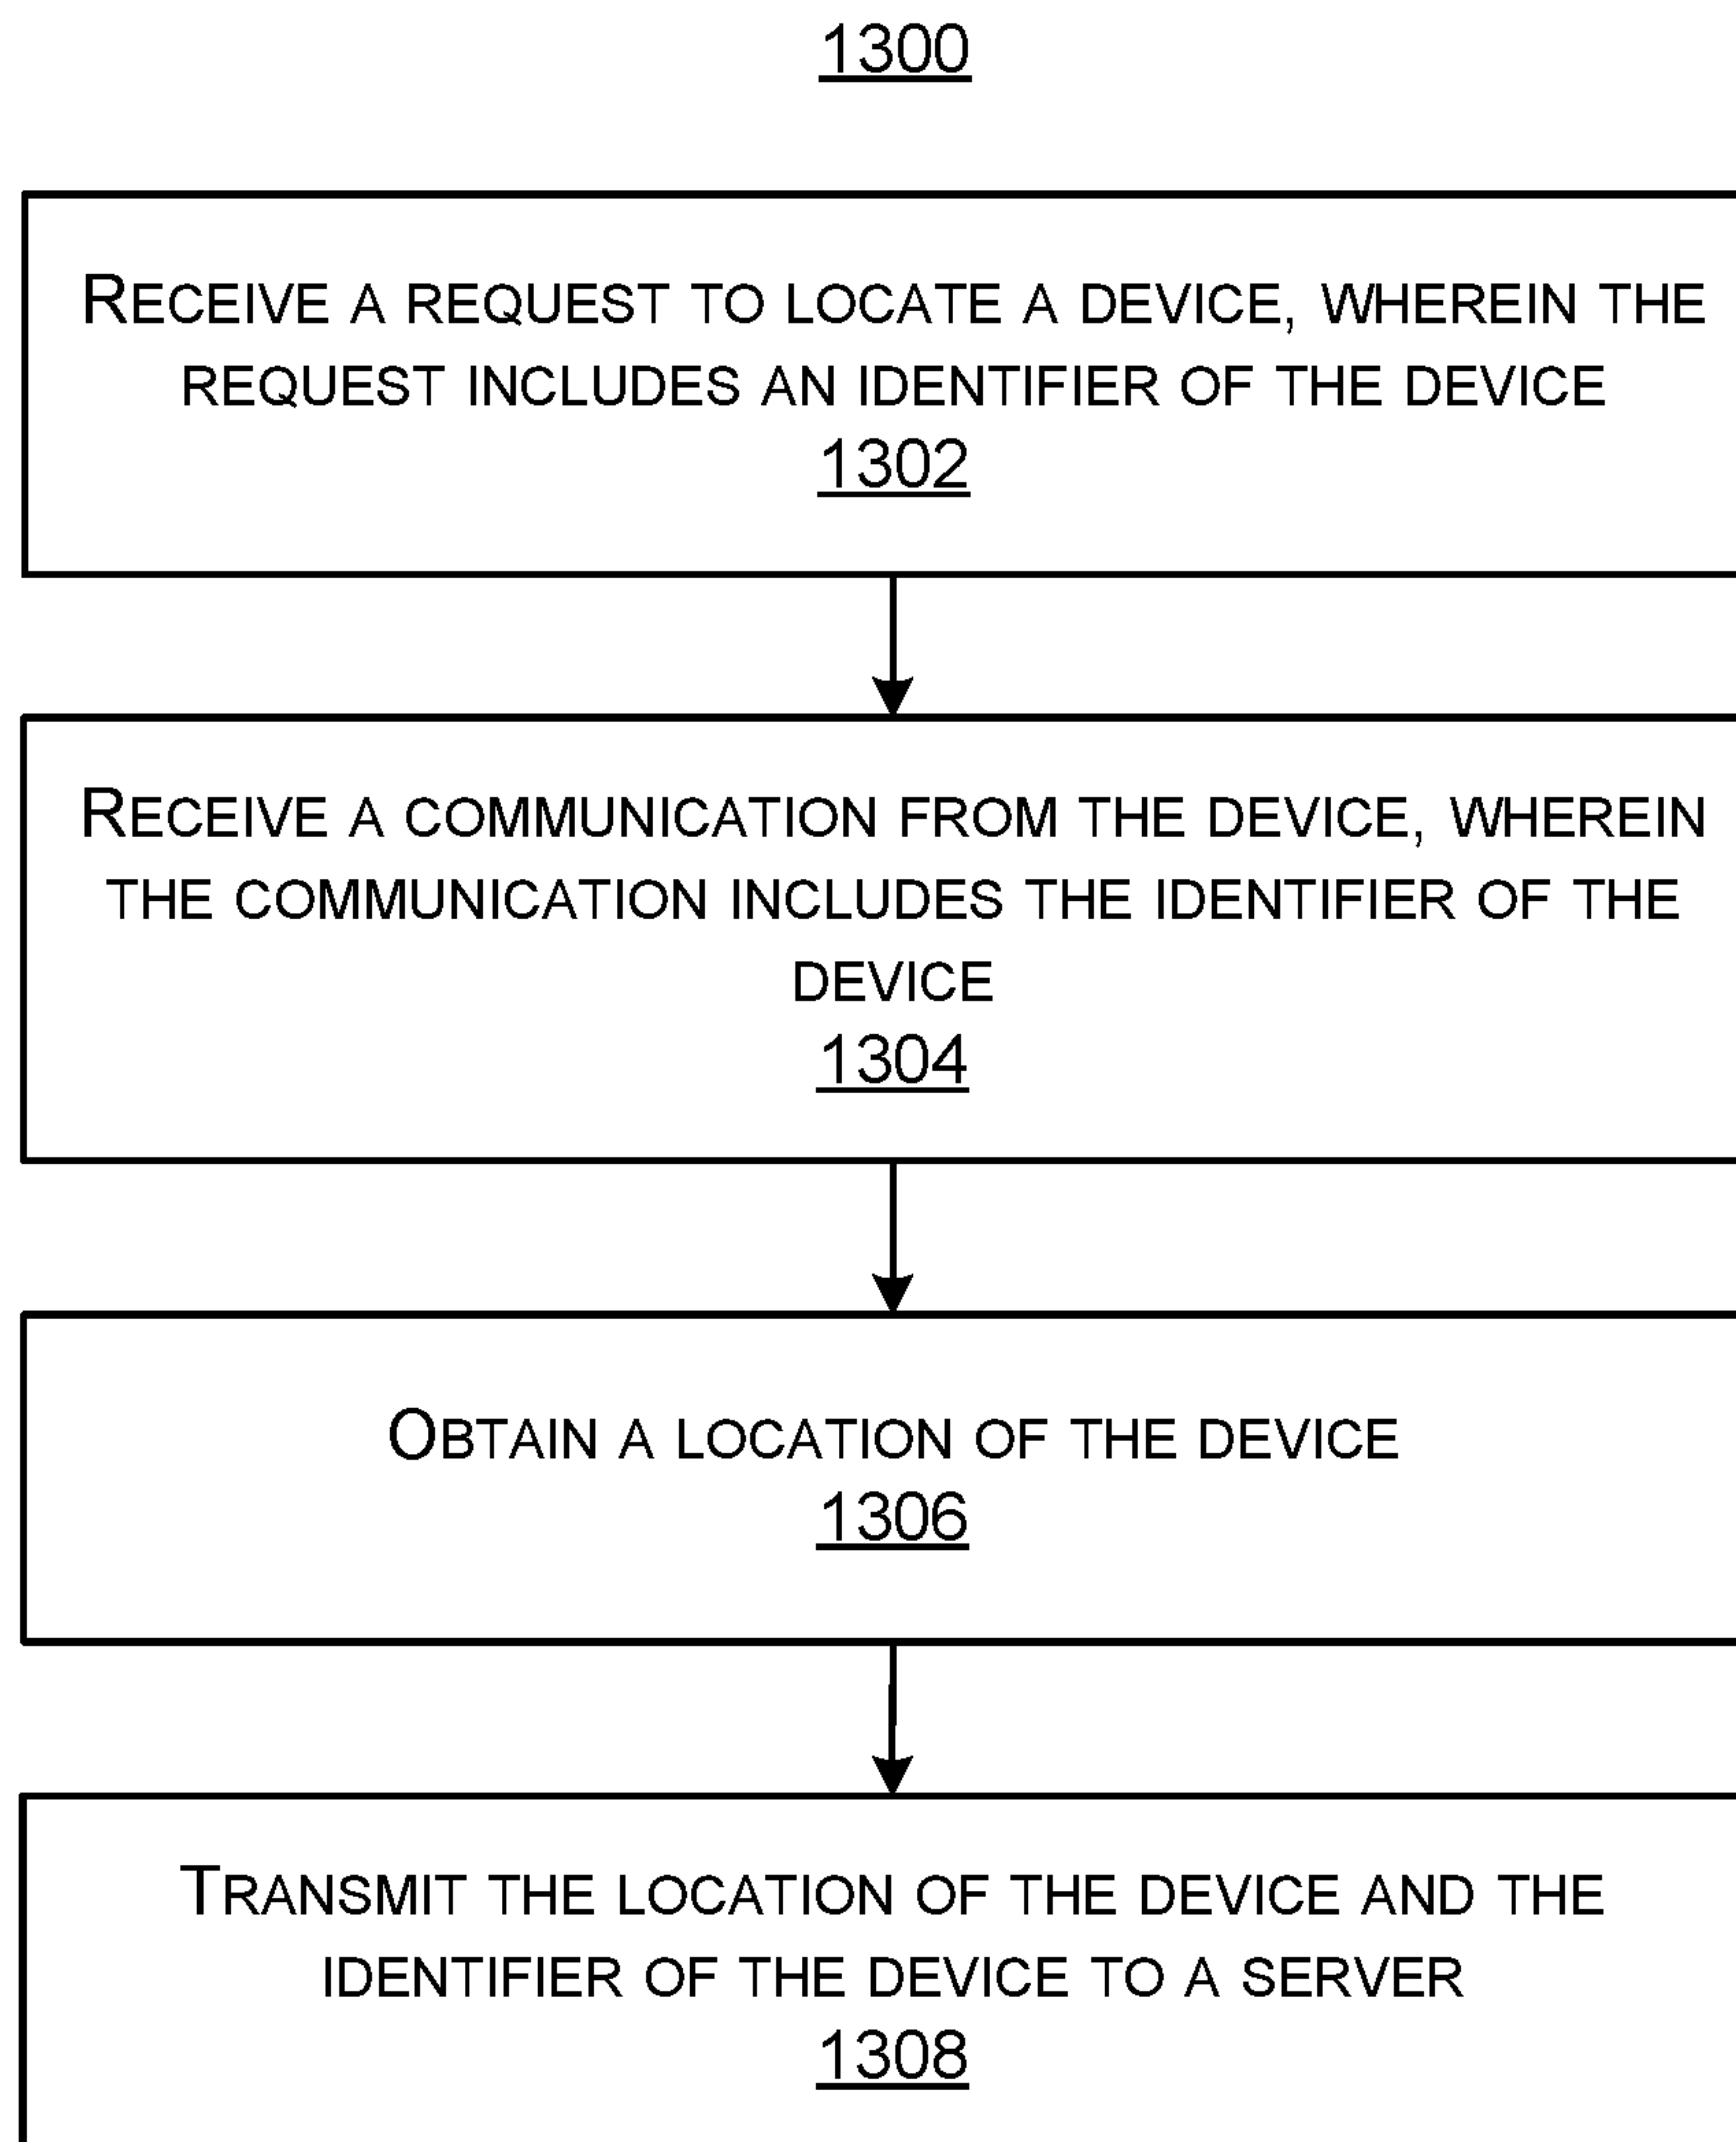 1300
RECEIVE A REQUEST TO LOCATE A DEVICE, WHEREIN THE
REQUEST INCLUDES AN IDENTIFIER OF THE DEVICE
1302
RECEIVE A COMMUNICATION FROM THE DEVICE, WHEREIN
THE COMMUNICATION INCLUDES THE IDENTIFIER OF THE
DEVICE
1304
OBTAIN A LOCATION OF THE DEVICE
1306
TRANSMIT THE LOCATION OF THE DEVICE AND THE
IDENTIFIER OF THE DEVICE TO A SERVER
1308